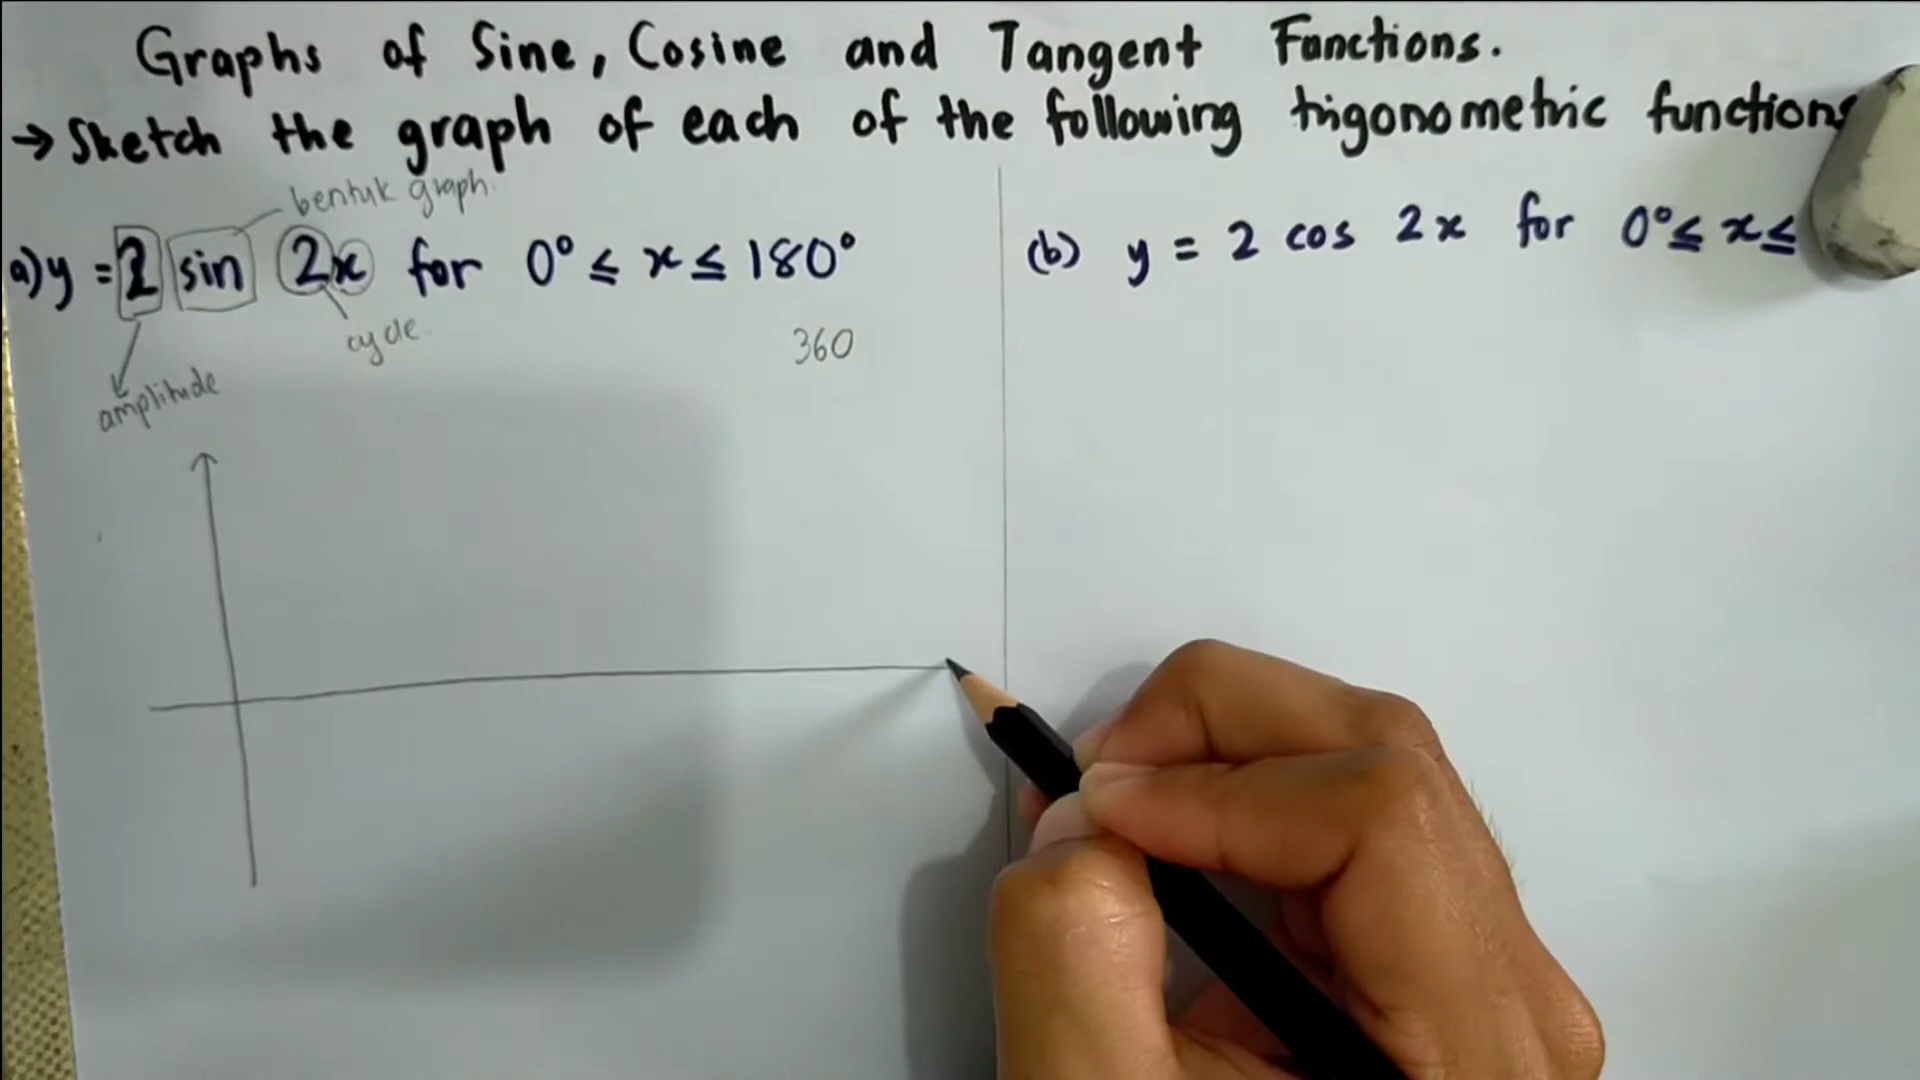 Graphs of Sine, Cosine and Tangent Functions.
→ Sketch the graph of each of the following trigonometric functions
bentuk graph.
a) y = 2 sin 2x for 0° ≤ x ≤ 180°
cycle.
360
amplitude
(b) y = 2 cos 2x for 0° ≤ x ≤